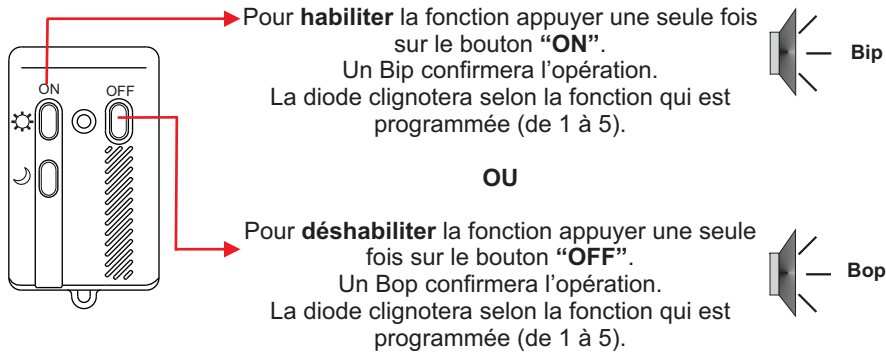 Pour habiliter la fonction appuyer une seule fois
sur le bouton “ON”.
Un Bip confirmera l’opération.
La diode clignotera selon la fonction qui est
programmée (de 1 à 5).
Bip
ON
OFF
OU
Pour déshabiliter la fonction appuyer une seule
fois sur le bouton “OFF”.
Un Bop confirmera l’opération.
La diode clignotera selon la fonction qui est
programmée (de 1 à 5).
Bop